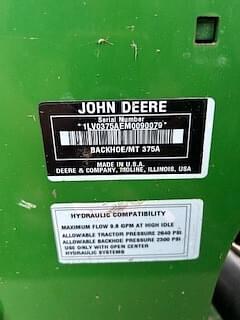 JOHN DEERE
Serial Number
*1LV0375AEM0090079*
BACKHOE/MT 375A
MADE IN U.S.A.
DEERE & COMPANY, MOLINE, ILLINOIS, USA
HYDRAULIC COMPATIBILITY
MAXIMUM FLOW 9.8 GPM AT HIGH IDLE
ALLOWABLE TRACTOR PRESSURE 2640 PSI
ALLOWABLE BACKHOE PRESSURE 2300 PSI
USE ONLY WITH OPEN CENTER
HYDRAULIC SYSTEMS